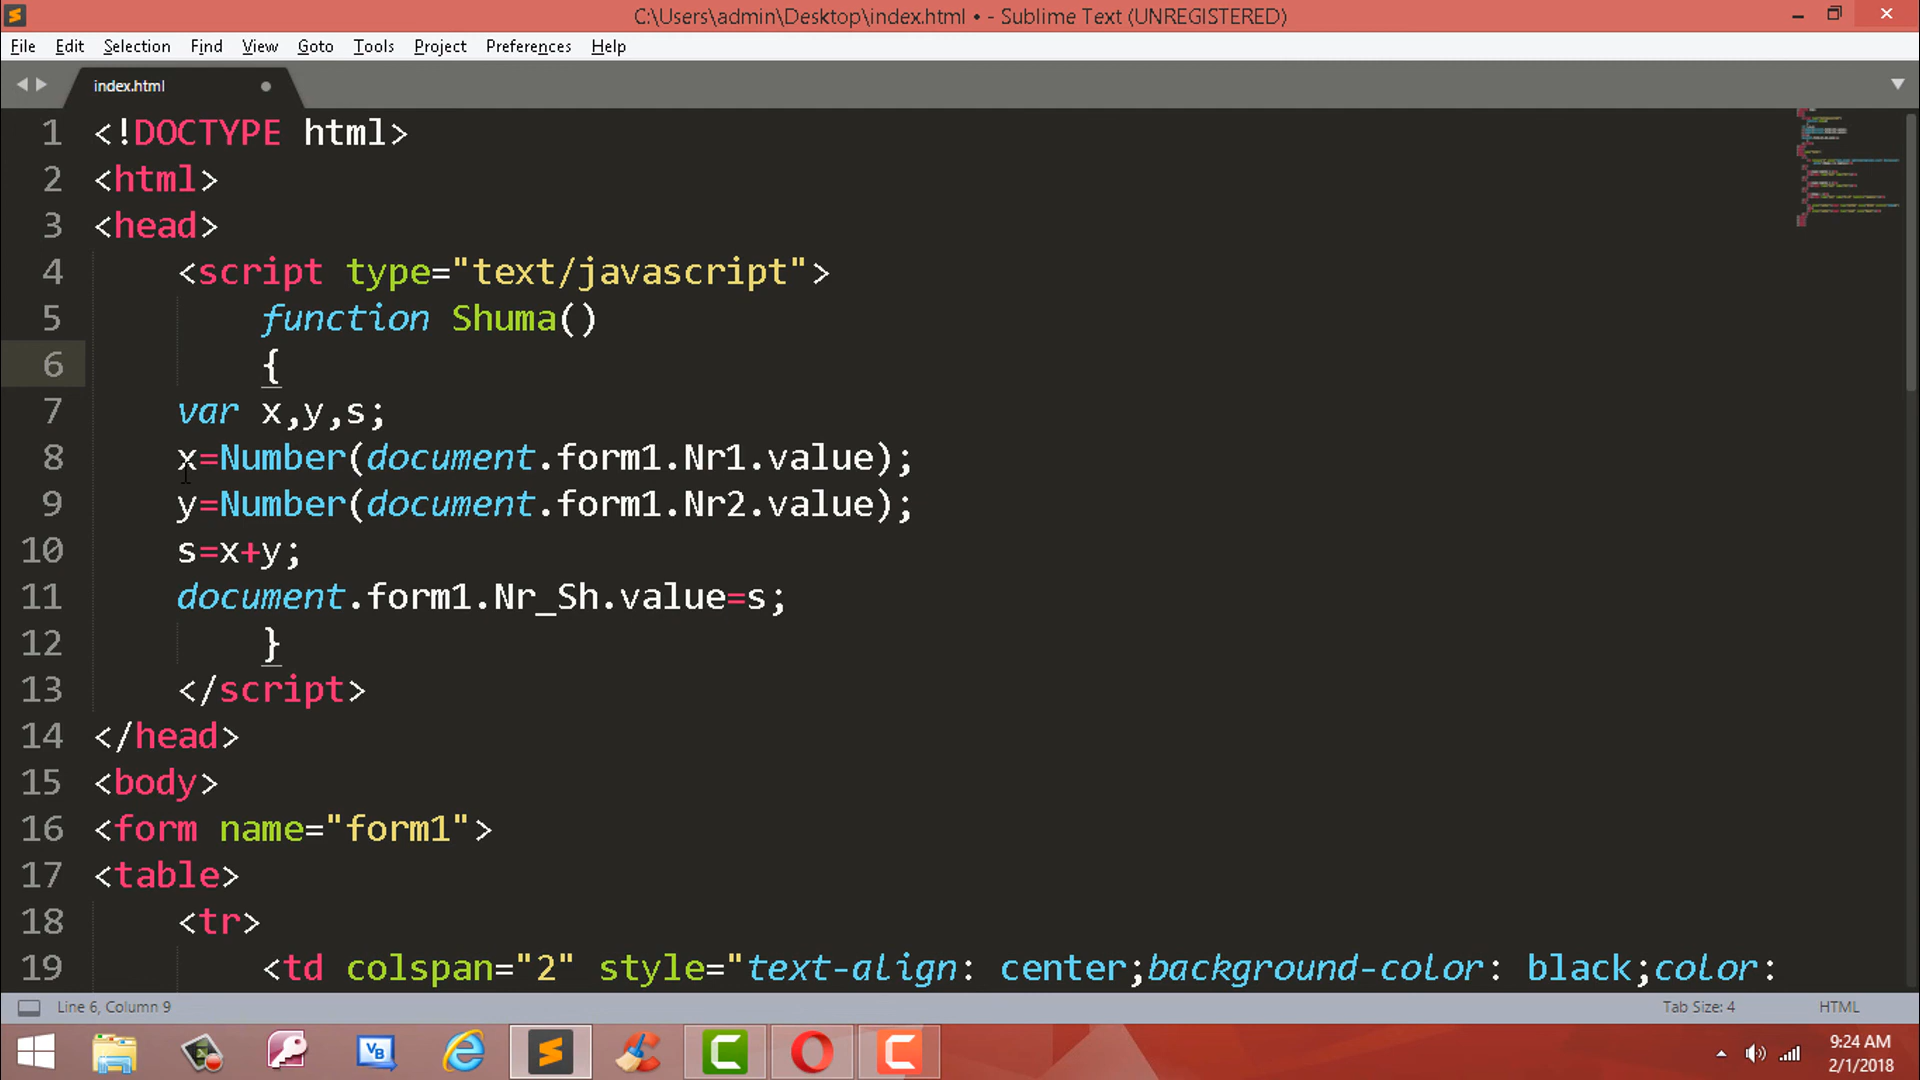 C:\Users\admin\Desktop\index.html • - Sublime Text (UNREGISTERED)
File Edit Selection Find View Goto Tools Project Preferences Help
index.html
1 <!DOCTYPE html>
2 <html>
3 <head>
4 <script type="text/javascript">
5 function Shuma()
6 {
7 var x,y,s;
8 x=Number(document.form1.Nr1.value);
9 y=Number(document.form1.Nr2.value);
10 s=x+y;
11 document.form1.Nr_Sh.value=s;
12 }
13 </script>
14 </head>
15 <body>
16 <form name="form1">
17 <table>
18 <tr>
19 <td colspan="2" style="text-align: center;background-color: black;color:
Line 6, Column 9 Tab Size: 4 HTML
VB
9:24 AM
2/1/2018